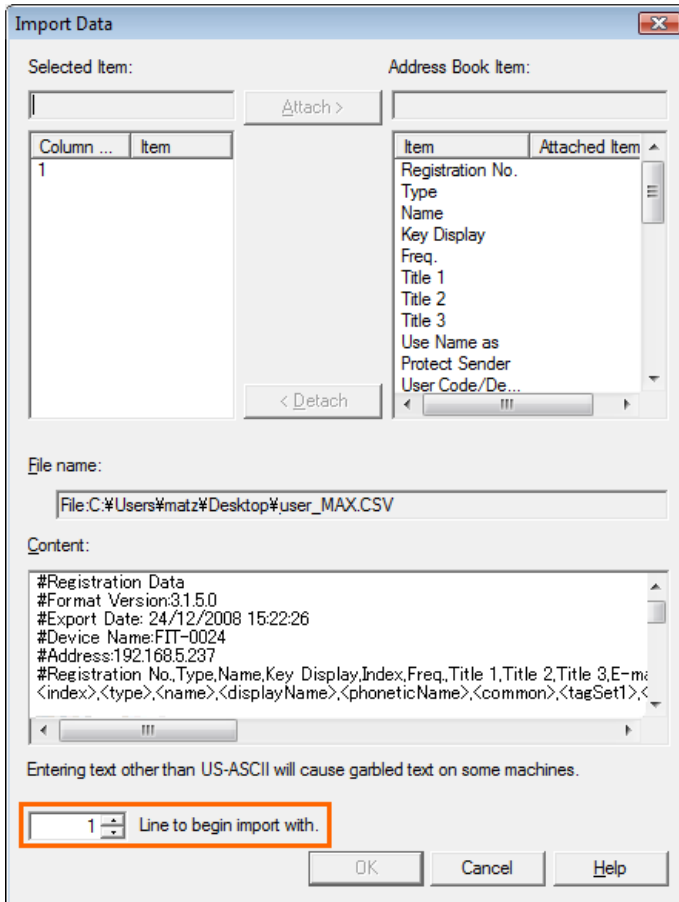 Import Data
Selected Item:
Address Book Item:
Attach >
Column ... Item
1
Item Attached Item
Registration No.
Type
Name
Key Display
Freq.
Title 1
Title 2
Title 3
Use Name as
Protect Sender
User Code/De...
< Detach
File name:
File:C:¥Users¥matz¥Desktop¥user_MAX.CSV
Content:
#Registration Data
#Format Version:3.1.5.0
#Export Date: 24/12/2008 15:22:26
#Device Name:FIT-0024
#Address:192.168.5.237
#Registration No.,Type,Name,Key Display,Index,Freq.,Title 1,Title 2,Title 3,E-ma
<index>,<type>,<name>,<displayName>,<phoneticName>,<common>,<tagSet1>,<
Entering text other than US-ASCII will cause garbled text on some machines.
1 Line to begin import with.
OK Cancel Help